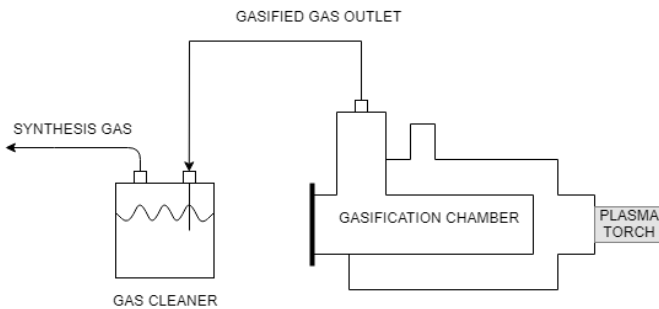 GASIFIED GAS OUTLET
SYNTHESIS GAS
GASIFICATION CHAMBER
PLASMA
TORCH
GAS CLEANER